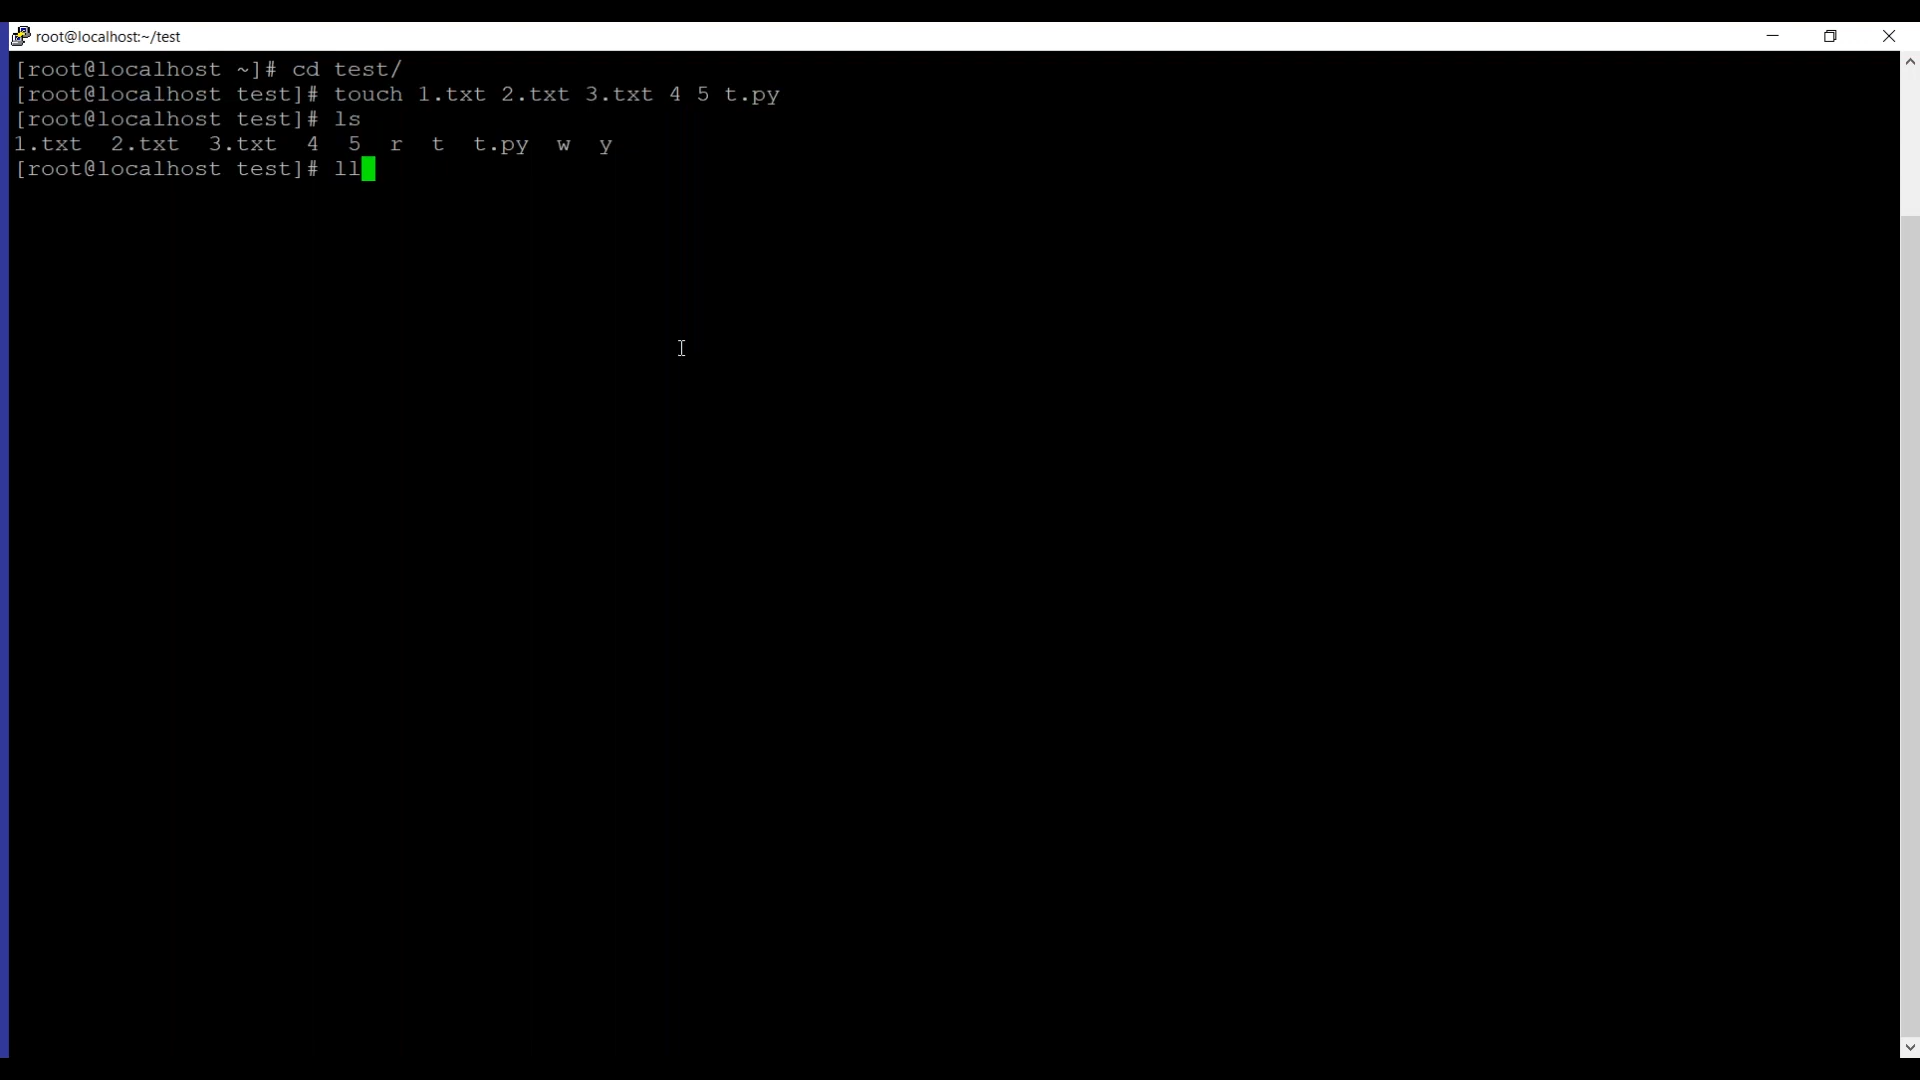 root@localhost:~/test
[root@localhost ~]# cd test/
[root@localhost test]# touch 1.txt 2.txt 3.txt 4 5 t.py
[root@localhost test]# ls
1.txt  2.txt  3.txt  4  5  r  t  t.py  w  y
[root@localhost test]# ll